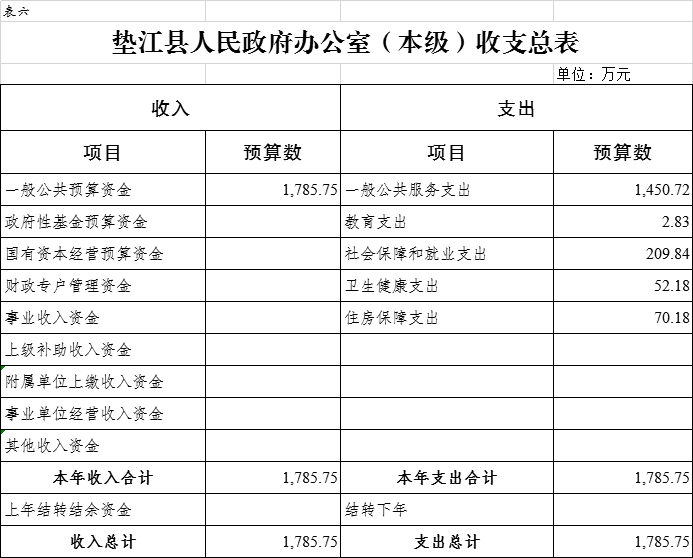 表六
垫江县人民政府办公室（本级）收支总表
单位：万元
收入 支出
项目 预算数 项目 预算数
一般公共预算资金 1,785.75 一般公共服务支出 1,450.72
政府性基金预算资金 教育支出 2.83
国有资本经营预算资金 社会保障和就业支出 209.84
财政专户管理资金 卫生健康支出 52.18
事业收入资金 住房保障支出 70.18
上级补助收入资金
附属单位上缴收入资金
事业单位经营收入资金
其他收入资金
本年收入合计 1,785.75 本年支出合计 1,785.75
上年结转结余资金 结转下年
收入总计 1,785.75 支出总计 1,785.75